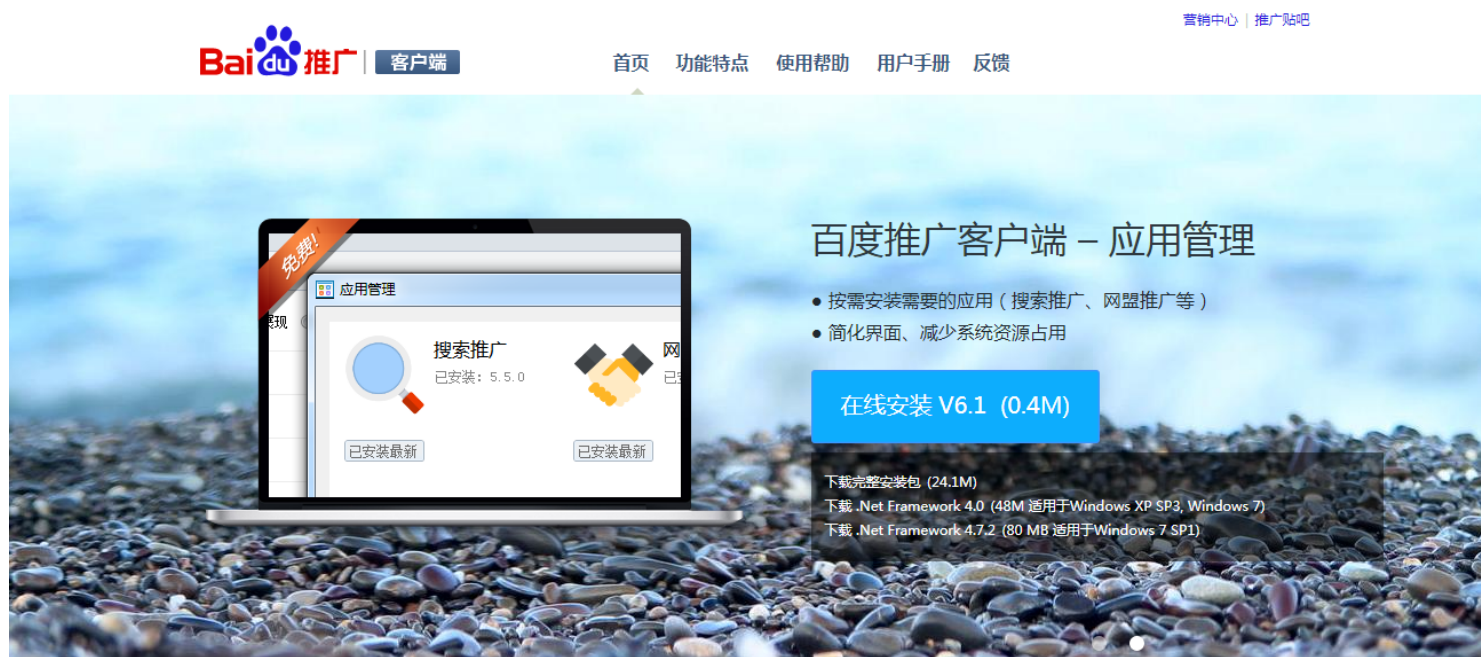 营销中心 | 推广贴吧
Bai du 推广 | 客户端
首页 功能特点 使用帮助 用户手册 反馈
免费!
应用管理
搜索推广
已安装: 5.5.0
网
已安装最新
已安装最新
百度推广客户端 – 应用管理
● 按需安装需要的应用 ( 搜索推广、网盟推广等 )
● 简化界面、减少系统资源占用
在线安装 V6.1 (0.4M)
下载完整安装包 (24.1M)
下载 .Net Framework 4.0 (48M 适用于Windows XP SP3, Windows 7)
下载 .Net Framework 4.7.2 (80 MB 适用于Windows 7 SP1)